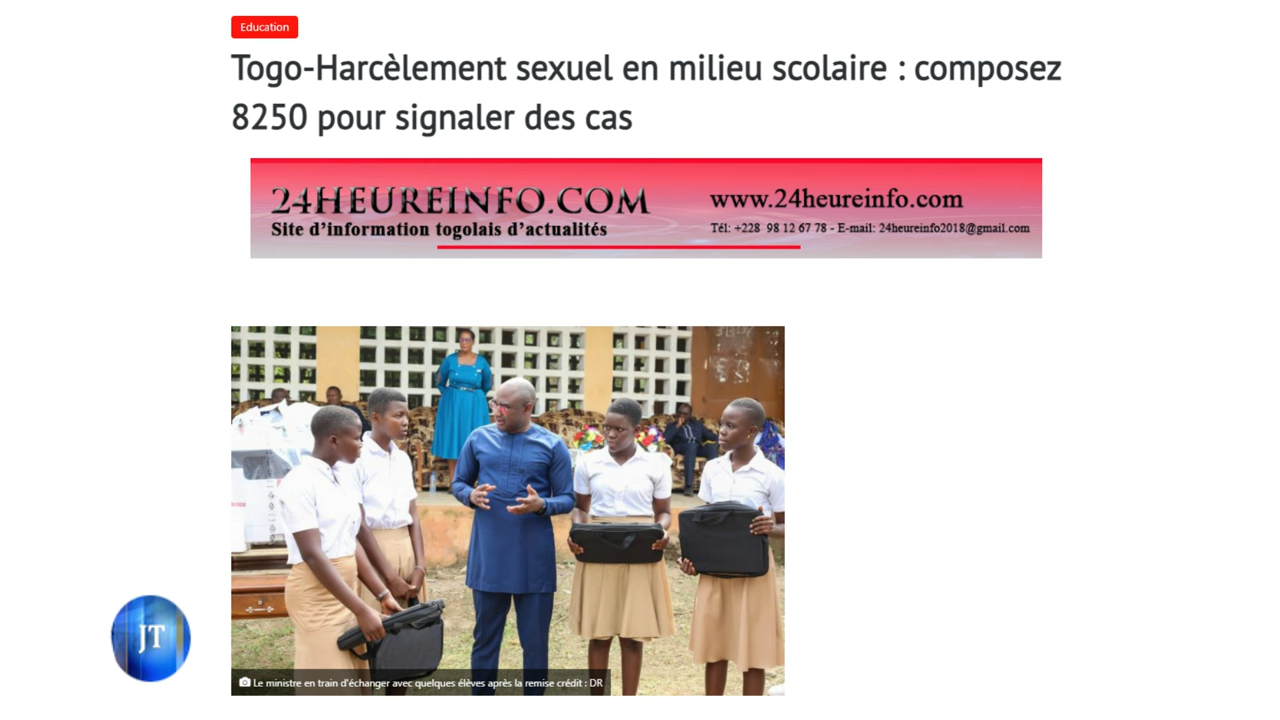 Education
Togo-Harcèlement sexuel en milieu scolaire : composez
8250 pour signaler des cas
24HEUREINFO.COM
Site d'information togolais d'actualités
www.24heureinfo.com
Tél: +228 98 12 67 78 - E-mail: 24heureinfo2018@gmail.com
JT
Le ministre en train d'échanger avec quelques élèves après la remise crédit : DR